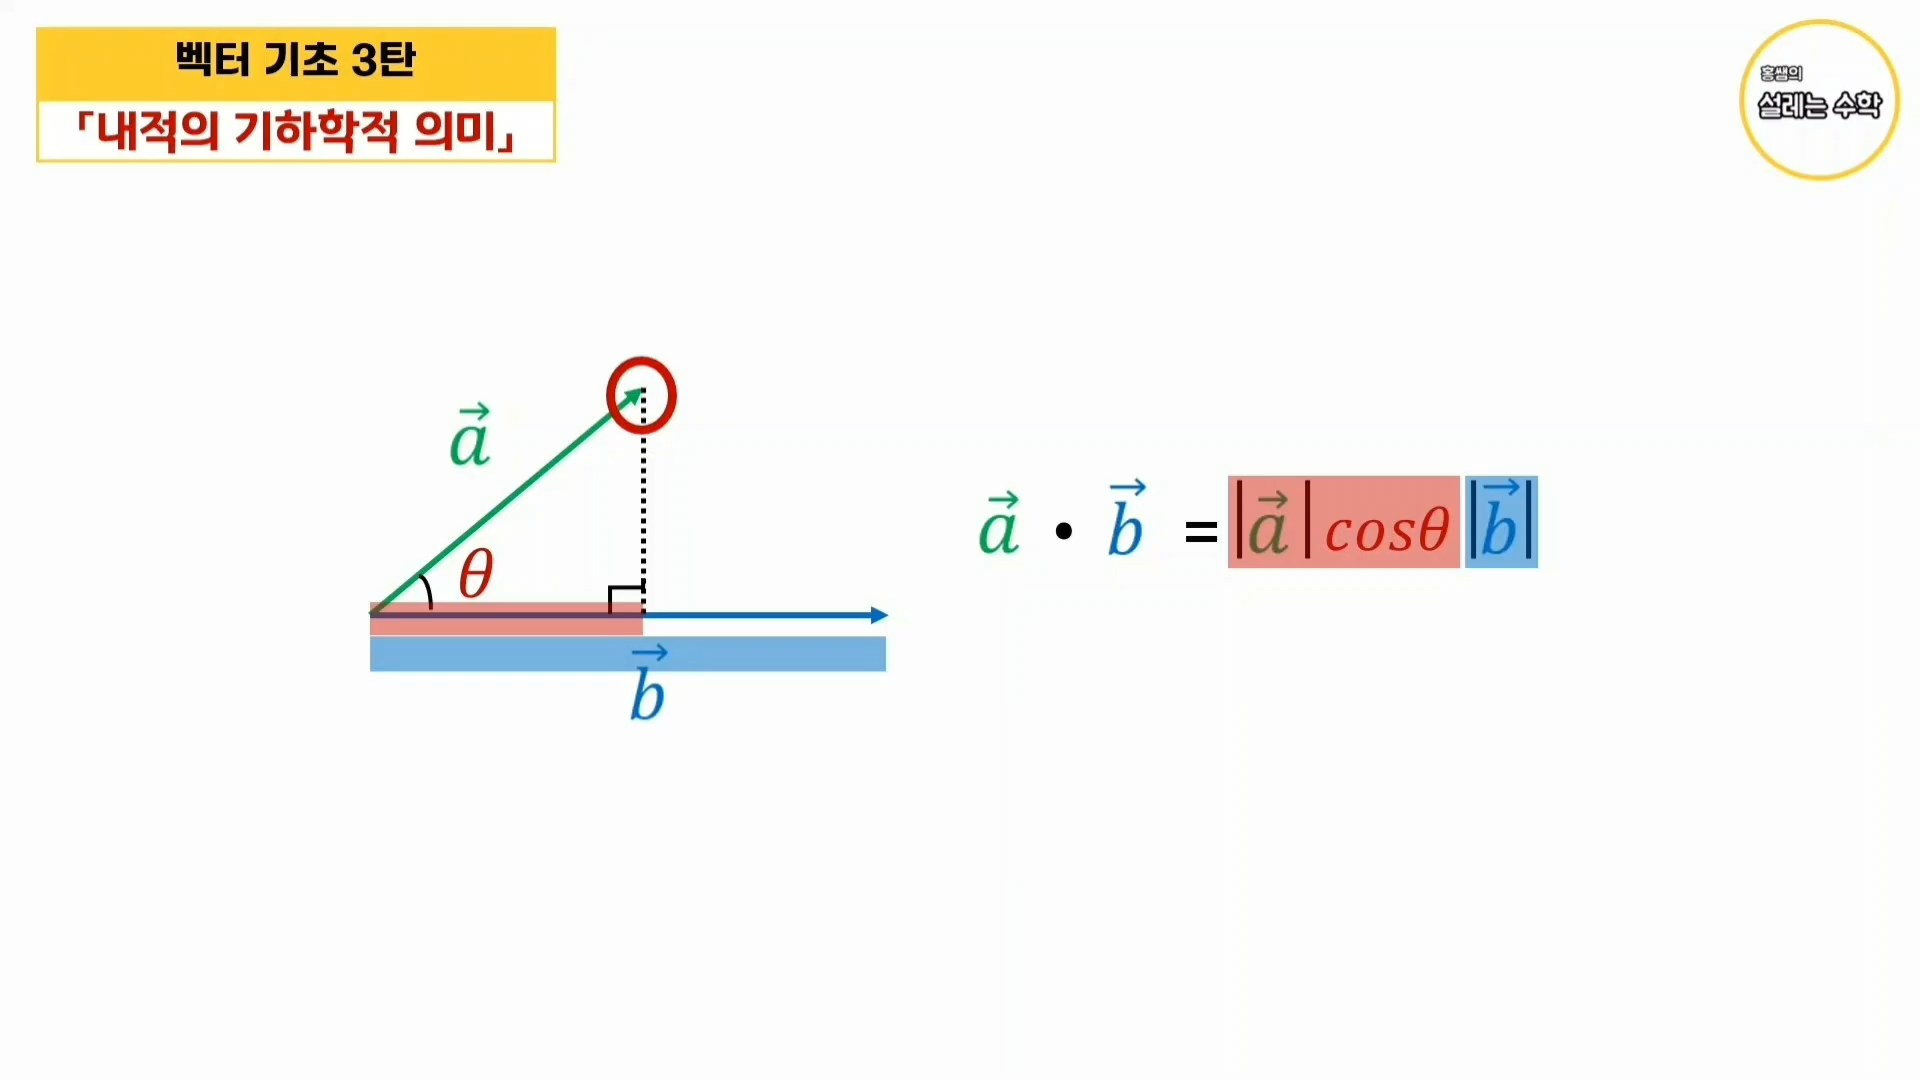 벡터 기초 3탄
「내적의 기하학적 의미」
홍쌤의
설레는 수학
a⃗
θ
b⃗
a⃗ • b⃗ = |a⃗| cosθ |b⃗|